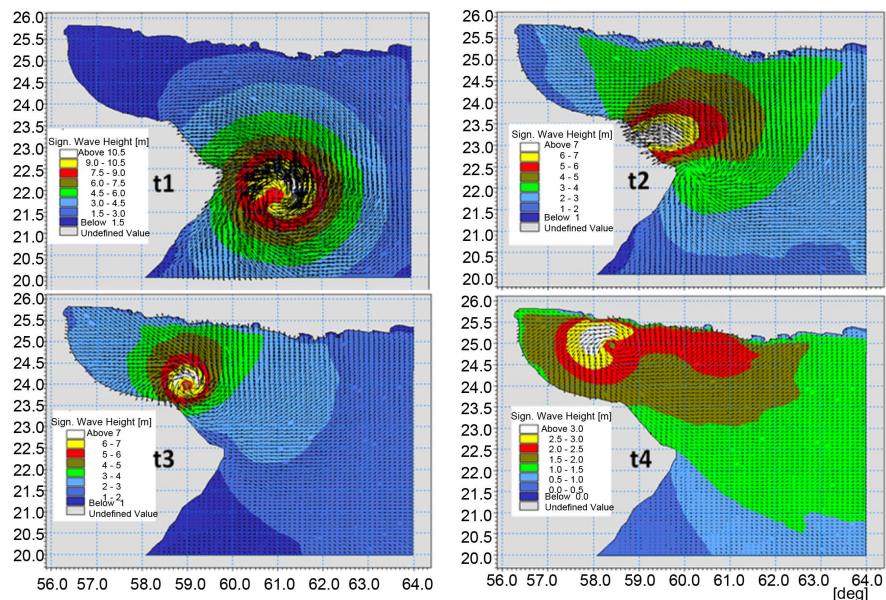 26.0
25.5
25.0
24.5
24.0
23.5
23.0
22.5
22.0
21.5
21.0
20.5
20.0
Sign. Wave Height [m]
Above 10.5
9.0 - 10.5
7.5 - 9.0
6.0 - 7.5
4.5 - 6.0
3.0 - 4.5
1.5 - 3.0
Below 1.5
Undefined Value
t1
26.0
25.5
25.0
24.5
24.0
23.5
23.0
22.5
22.0
21.5
21.0
20.5
20.0
Sign. Wave Height [m]
Above 7
6 - 7
5 - 6
4 - 5
3 - 4
2 - 3
1 - 2
Below 1
Undefined Value
t2
26.0
25.5
25.0
24.5
24.0
23.5
23.0
22.5
22.0
21.5
21.0
20.5
20.0
Sign. Wave Height [m]
Above 7
6 - 7
5 - 6
4 - 5
3 - 4
2 - 3
1 - 2
Below 1
Undefined Value
t3
56.0 57.0 58.0 59.0 60.0 61.0 62.0 63.0 64.0
26.0
25.5
25.0
24.5
24.0
23.5
23.0
22.5
22.0
21.5
21.0
20.5
20.0
Sign. Wave Height [m]
Above 3.0
2.5 - 3.0
2.0 - 2.5
1.5 - 2.0
1.0 - 1.5
0.5 - 1.0
0.0 - 0.5
Below 0.0
Undefined Value
t4
56.0 57.0 58.0 59.0 60.0 61.0 62.0 63.0 64.0
[deg]